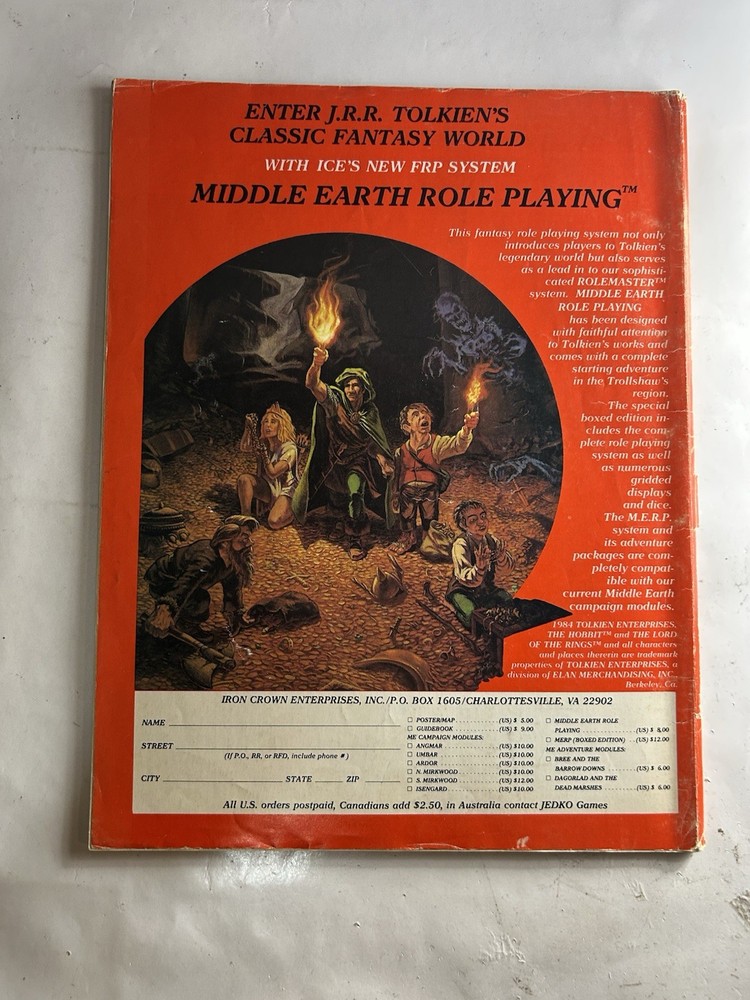 ENTER J.R.R. TOLKIEN'S
CLASSIC FANTASY WORLD
WITH ICE'S NEW FRP SYSTEM
MIDDLE EARTH ROLE PLAYING™
This fantasy role playing system not only
introduces players to Tolkien's
legendary world but also serves
as a lead in to our sophisti-
cated ROLEMASTER™
system. MIDDLE EARTH
ROLE PLAYING
has been designed
with faithful attention
to Tolkien's works and
comes with a complete
starting adventure
in the Trollshaw's
region.
The special
boxed edition in-
cludes the com-
plete role playing
system as well
as numerous
gridded
displays
and dice.
The M.E.R.P.
system and
its adventure
packages are com-
pletely compat-
ible with our
current Middle Earth
campaign modules.
1984 TOLKIEN ENTERPRISES.
THE HOBBIT™ and THE LORD
OF THE RINGS™ and all characters
and places therein are trademark
properties of TOLKIEN ENTERPRISES, a
division of ELAN MERCHANDISING, INC.
Berkeley, Ca.
IRON CROWN ENTERPRISES, INC./P.O. BOX 1605/CHARLOTTESVILLE, VA 22902
NAME
STREET
(If P.O., RR, or RFD, include phone #)
CITY STATE ZIP
POSTER/MAP (US) $ 5.00
GUIDEBOOK (US) $ 9.00
ME CAMPAIGN MODULES:
ANGMAR (US) $10.00
UMBAR (US) $10.00
ARDOR (US) $10.00
N. MIRKWOOD (US) $10.00
S. MIRKWOOD (US) $12.00
ISENGARD (US) $10.00
MIDDLE EARTH ROLE
PLAYING (US) $ 8.00
MERP (BOXED EDITION) (US) $12.00
ME ADVENTURE MODULES:
BREE AND THE
BARROW-DOWNS (US) $ 6.00
DAGORLAD AND THE
DEAD MARSHES (US) $ 6.00
All U.S. orders postpaid, Canadians add $2.50, in Australia contact JEDKO Games